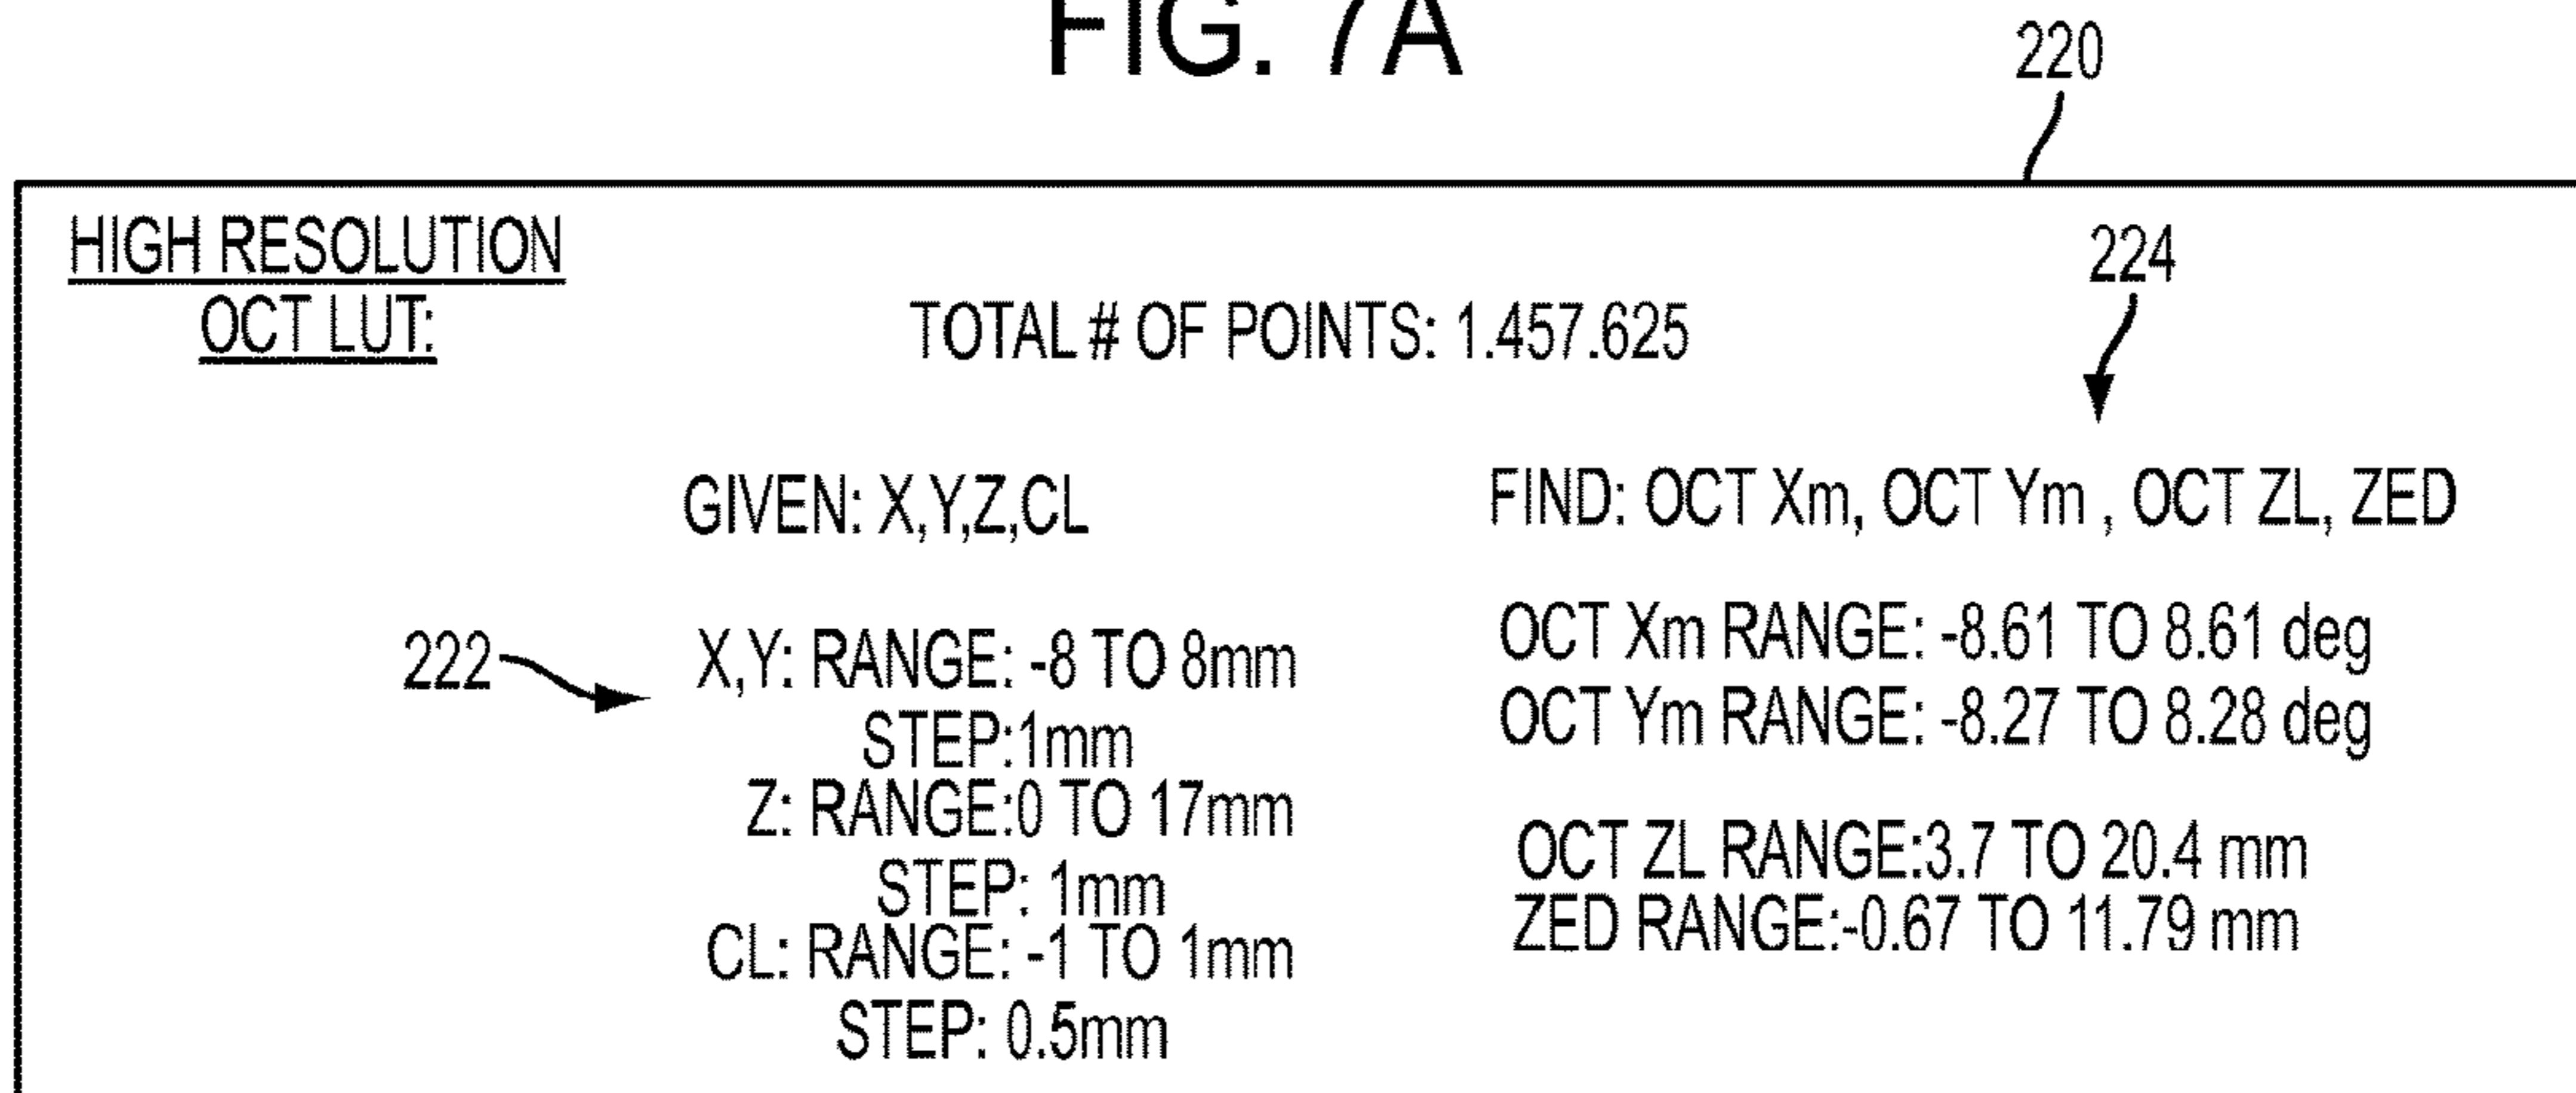 FIG. 7A
220
HIGH RESOLUTION
OCT LUT:
TOTAL # OF POINTS: 1.457.625
224
GIVEN: X,Y,Z,CL
FIND: OCT Xm, OCT Ym , OCT ZL, ZED
222
X,Y: RANGE: -8 TO 8mm
STEP:1mm
Z: RANGE:0 TO 17mm
STEP: 1mm
CL: RANGE: -1 TO 1mm
STEP: 0.5mm
OCT Xm RANGE: -8.61 TO 8.61 deg
OCT Ym RANGE: -8.27 TO 8.28 deg
OCT ZL RANGE:3.7 TO 20.4 mm
ZED RANGE:-0.67 TO 11.79 mm